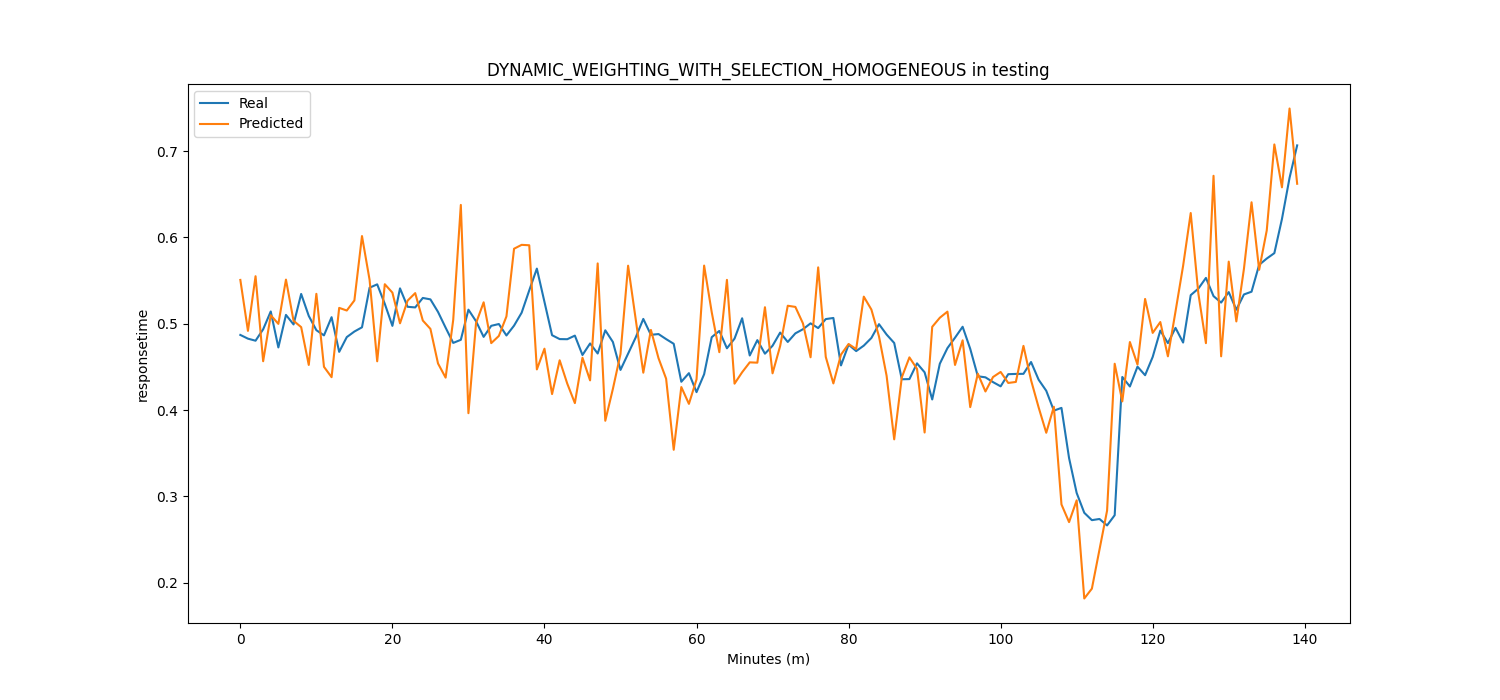 DYNAMIC_WEIGHTING_WITH_SELECTION_HOMOGENEOUS in testing
Real
Predicted
0.7
0.6
0.5
0.4
0.3
0.2
responsetime
0 20 40 60 80 100 120 140
Minutes (m)